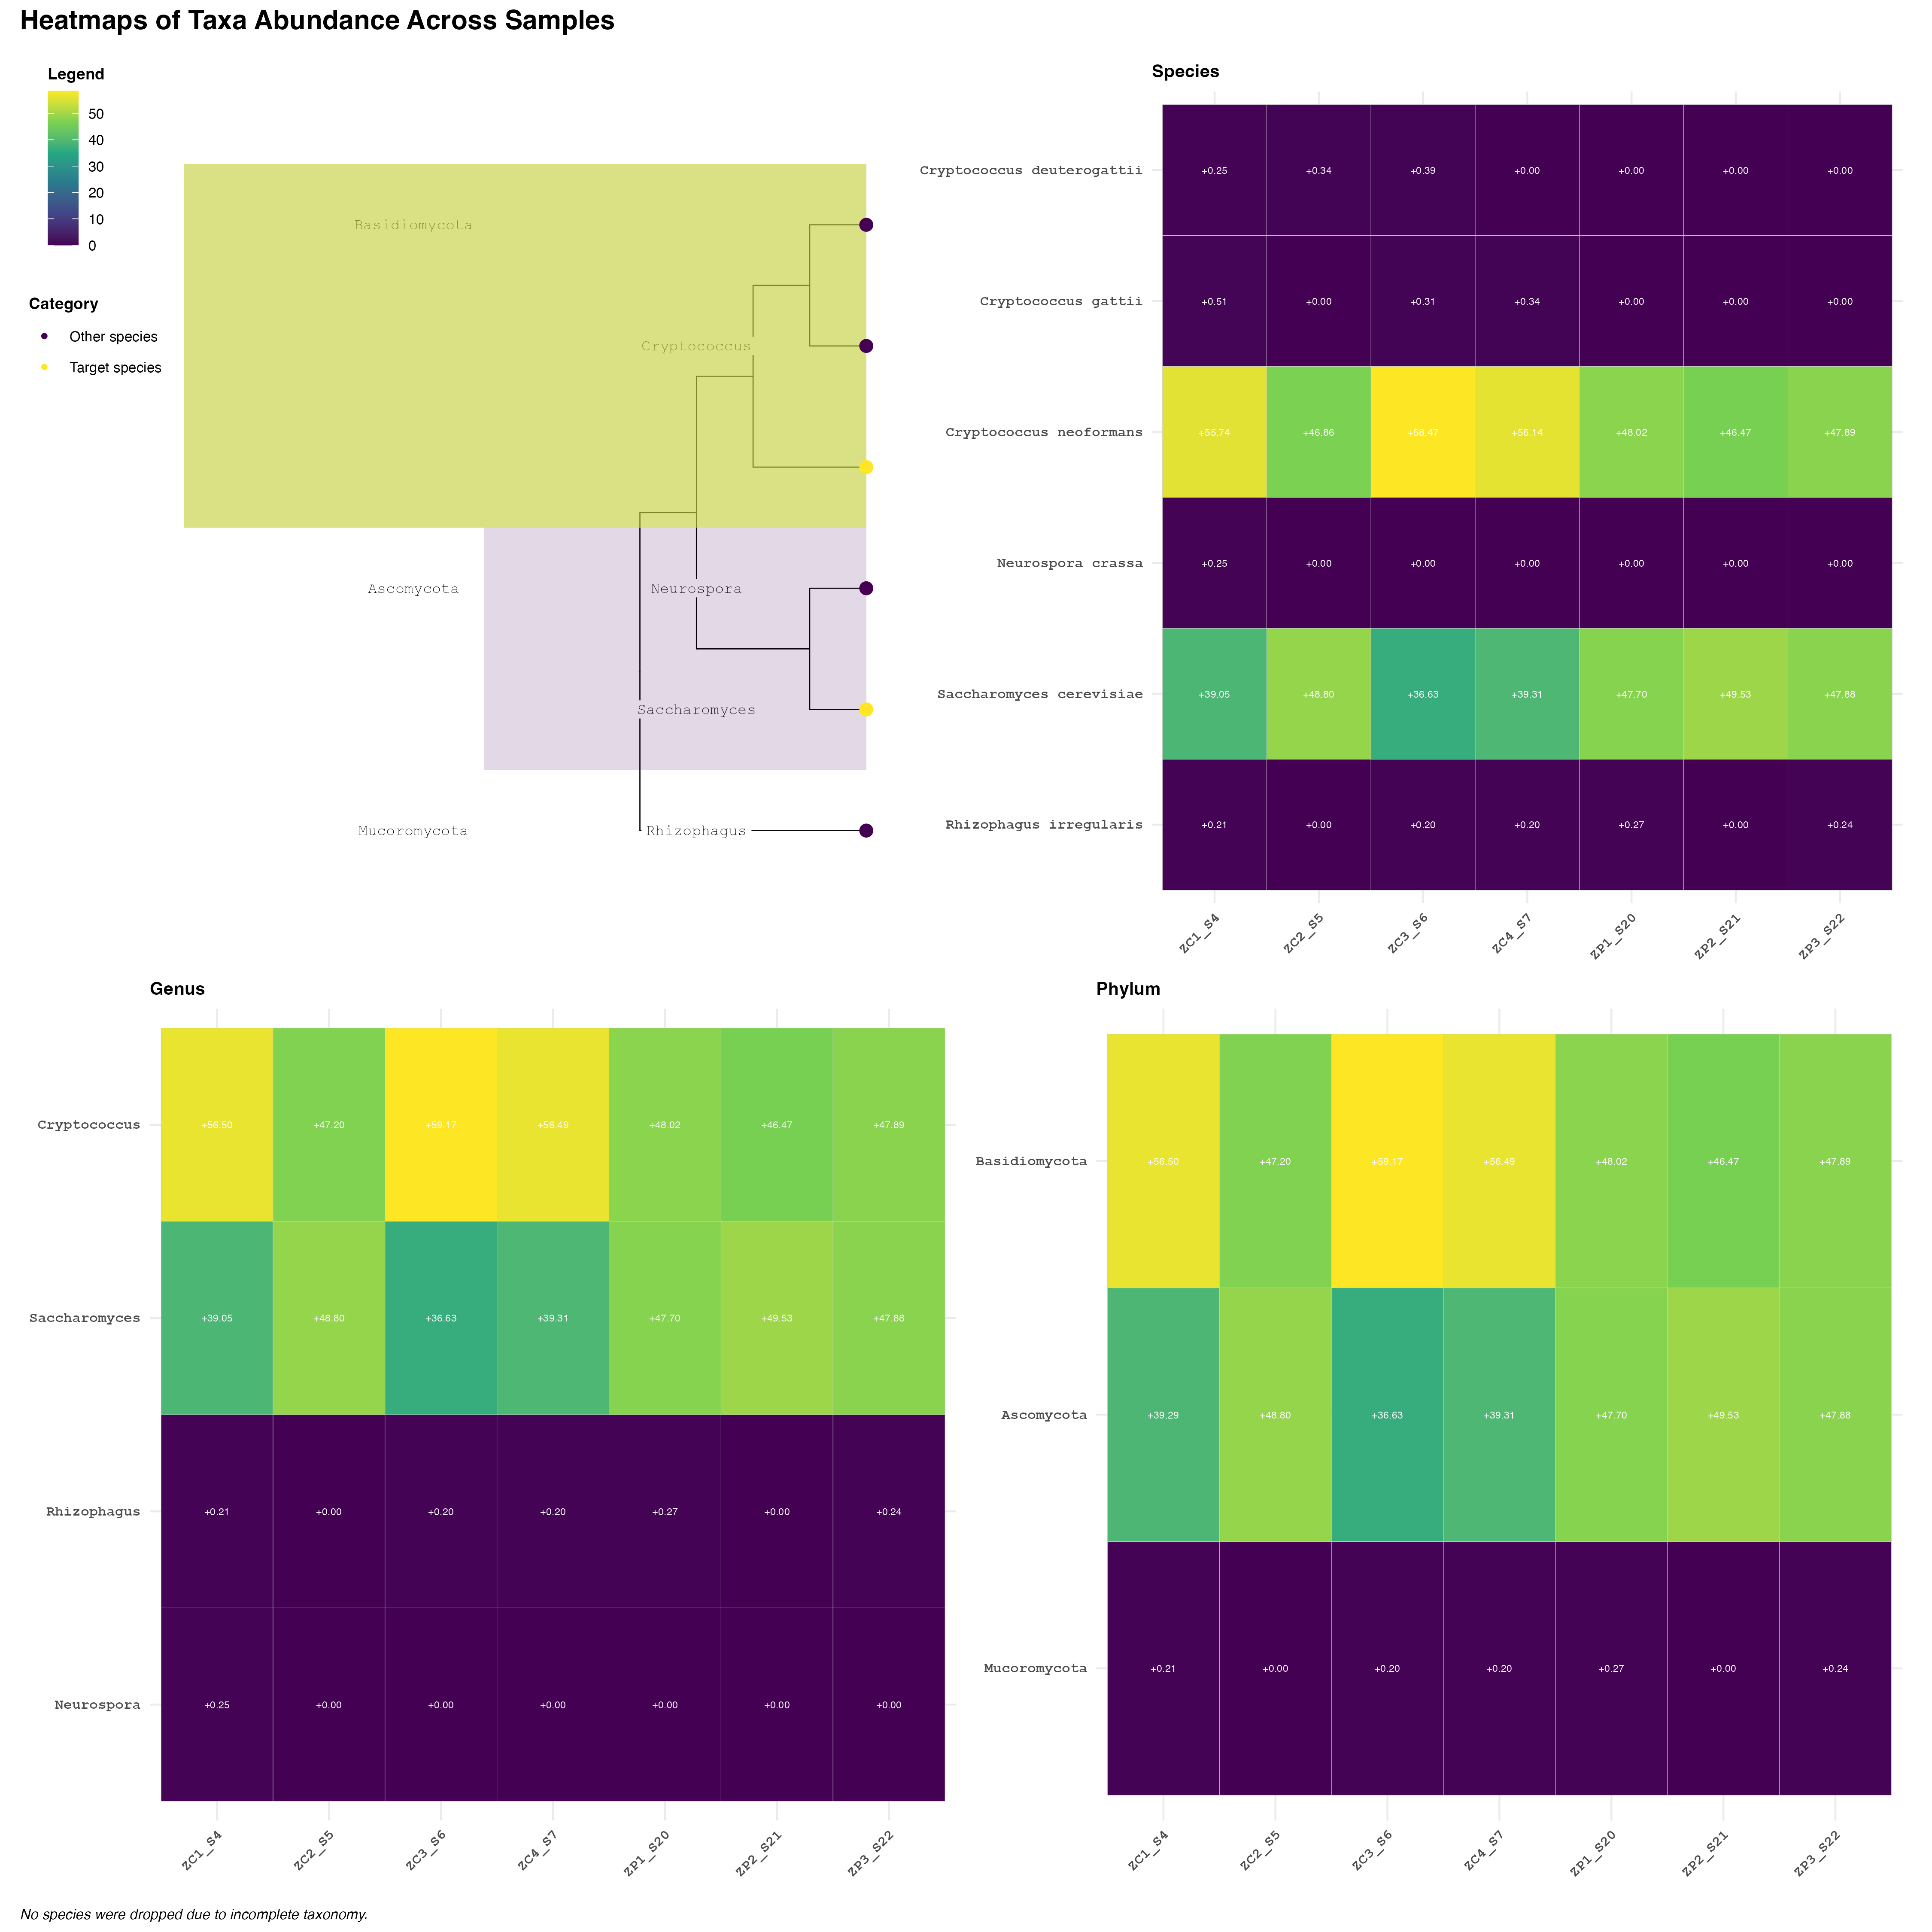 Heatmaps of Taxa Abundance Across Samples
Legend
50
40
30
20
10
0
Category
Other species
Target species
Basidiomycota
Cryptococcus
Ascomycota
Neurospora
Saccharomyces
Mucoromycota
Rhizophagus
Species
Cryptococcus deuterogattii +0.25 +0.34 +0.39 +0.00 +0.00 +0.00 +0.00
Cryptococcus gattii +0.51 +0.00 +0.31 +0.34 +0.00 +0.00 +0.00
Cryptococcus neoformans +55.74 +46.86 +58.47 +56.14 +48.02 +46.47 +47.89
Neurospora crassa +0.25 +0.00 +0.00 +0.00 +0.00 +0.00 +0.00
Saccharomyces cerevisiae +39.05 +48.80 +36.63 +39.31 +47.70 +49.53 +47.88
Rhizophagus irregularis +0.21 +0.00 +0.20 +0.20 +0.27 +0.00 +0.24
ZC1_S4 ZC2_S5 ZC3_S6 ZC4_S7 ZP1_S20 ZP2_S21 ZP3_S22
Genus
Cryptococcus +56.50 +47.20 +59.17 +56.49 +48.02 +46.47 +47.89
Saccharomyces +39.05 +48.80 +36.63 +39.31 +47.70 +49.53 +47.88
Rhizophagus +0.21 +0.00 +0.20 +0.20 +0.27 +0.00 +0.24
Neurospora +0.25 +0.00 +0.00 +0.00 +0.00 +0.00 +0.00
ZC1_S4 ZC2_S5 ZC3_S6 ZC4_S7 ZP1_S20 ZP2_S21 ZP3_S22
Phylum
Basidiomycota +56.50 +47.20 +59.17 +56.49 +48.02 +46.47 +47.89
Ascomycota +39.29 +48.80 +36.63 +39.31 +47.70 +49.53 +47.88
Mucoromycota +0.21 +0.00 +0.20 +0.20 +0.27 +0.00 +0.24
ZC1_S4 ZC2_S5 ZC3_S6 ZC4_S7 ZP1_S20 ZP2_S21 ZP3_S22
No species were dropped due to incomplete taxonomy.